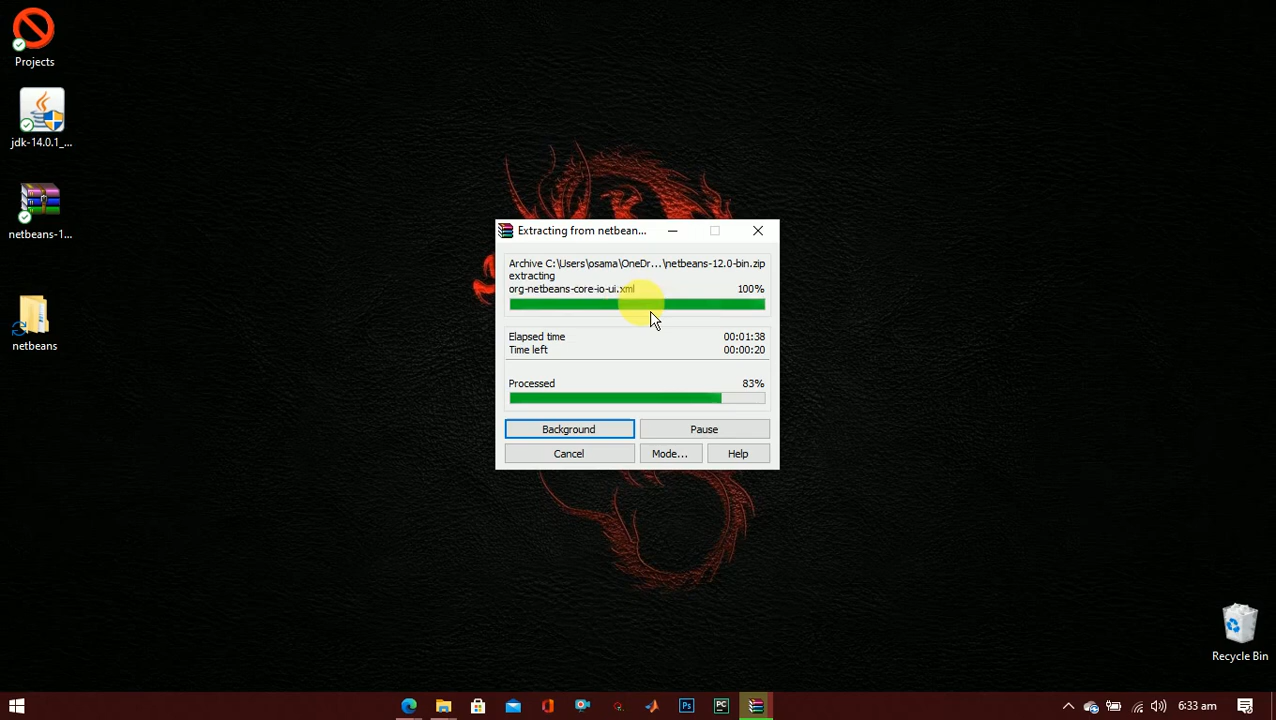 Projects
jdk-14.0.1_...
netbeans-1...
netbeans
Extracting from netbean...
Archive C:\Users\osama\OneDr...\netbeans-12.0-bin.zip
extracting
org-netbeans-core-io-ui.xml 100%
Elapsed time 00:01:38
Time left 00:00:20
Processed 83%
Background Pause
Cancel Mode... Help
Recycle Bin
Ps PC 6:33 am